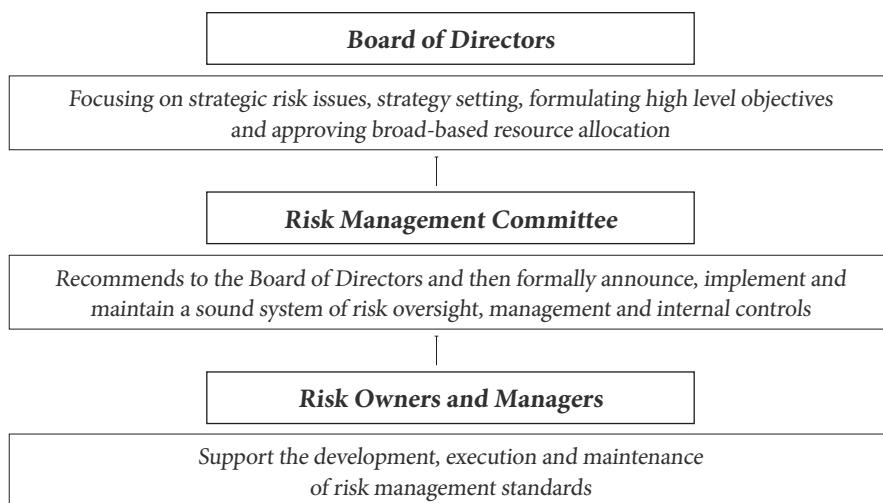 Board of Directors
Focusing on strategic risk issues, strategy setting, formulating high level objectives
and approving broad-based resource allocation
Risk Management Committee
Recommends to the Board of Directors and then formally announce, implement and
maintain a sound system of risk oversight, management and internal controls
Risk Owners and Managers
Support the development, execution and maintenance
of risk management standards